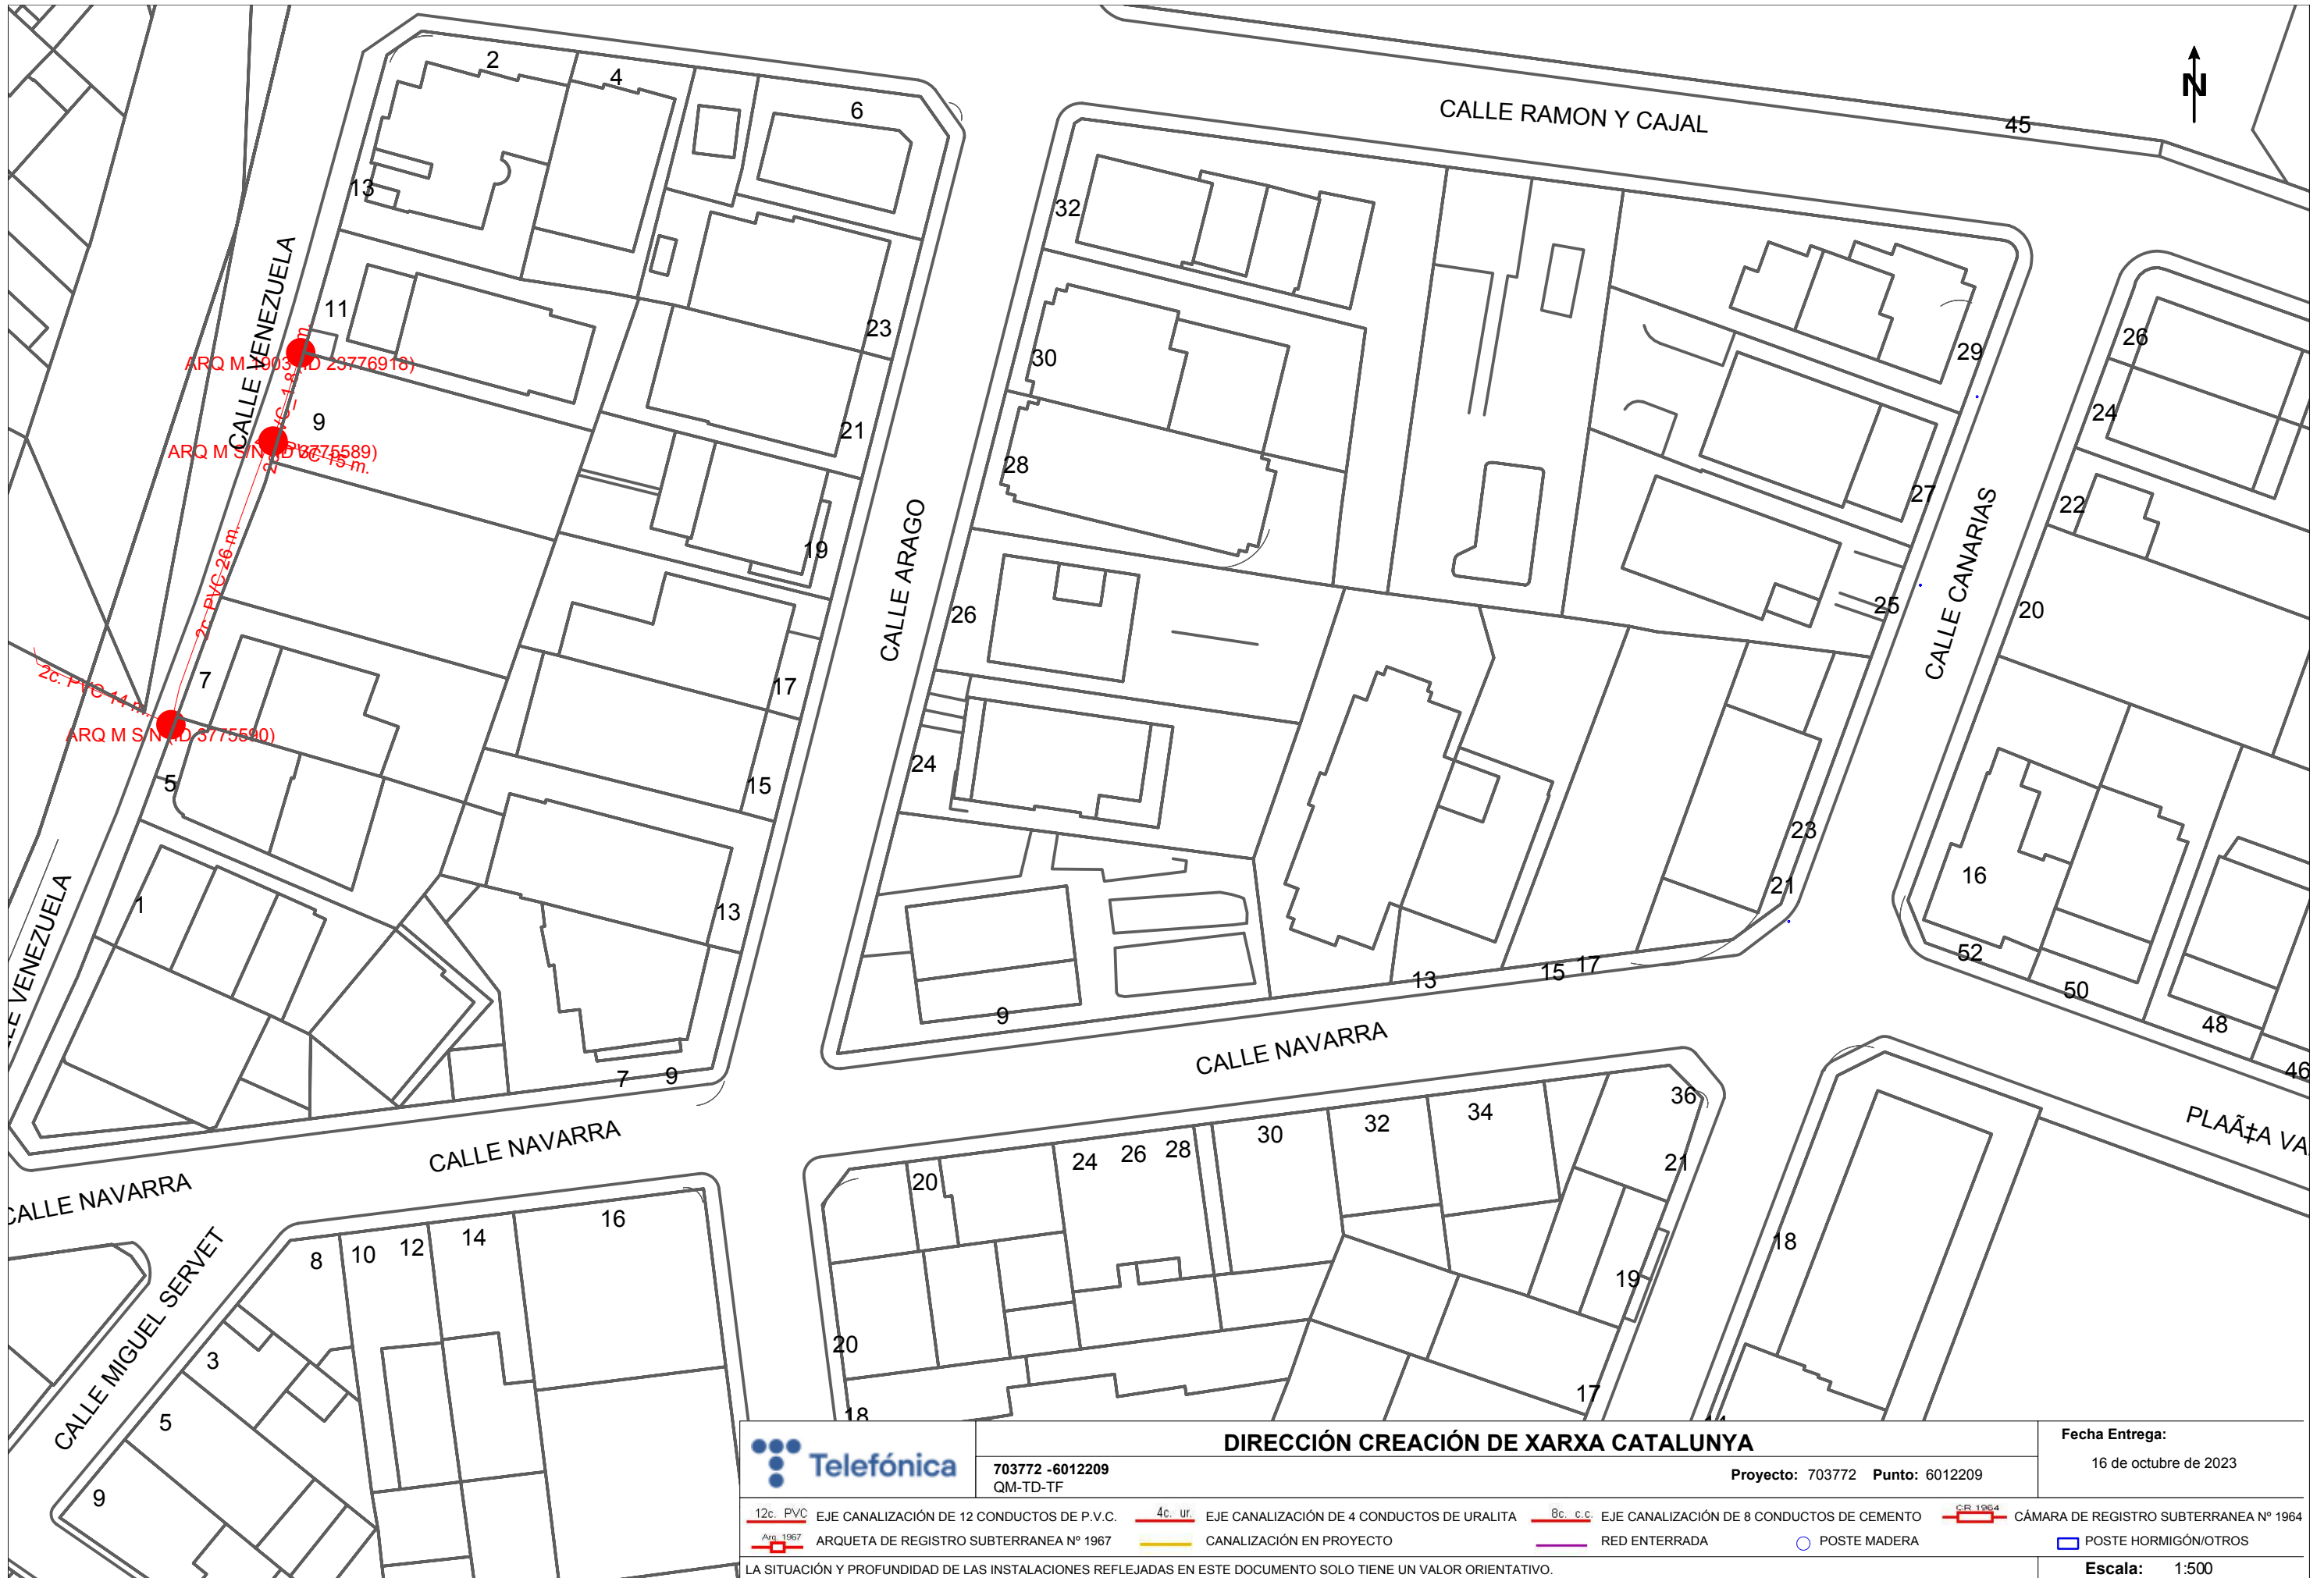 2
4
6
13
CALLE RAMON Y CAJAL
45
N
32
CALLE VENEZUELA
11
23
30
29
26
9
21
28
24
27
22
ARQ M 1903 (ID 23776918)
ARQ M S/N (ID 3775589)
2c. PVC 15 m.
2c. PVC 26 m.
19
CALLE ARAGO
26
25
CALLE CANARIAS
20
7
17
2c. PVC 14 m.
ARQ M S/N (ID 3775590)
5
15
24
23
16
21
1
13
CALLE VENEZUELA
52
50
48
46
9
13
15
17
7
9
CALLE NAVARRA
CALLE NAVARRA
CALLE NAVARRA
PLAÃ‡A VA
36
34
32
30
28
26
24
20
21
19
18
17
16
14
12
10
8
CALLE MIGUEL SERVET
3
5
9
20
18
Telefónica
DIRECCIÓN CREACIÓN DE XARXA CATALUNYA
703772 -6012209
QM-TD-TF
Proyecto: 703772 Punto: 6012209
Fecha Entrega:
16 de octubre de 2023
12c. PVC EJE CANALIZACIÓN DE 12 CONDUCTOS DE P.V.C. 4c. ur. EJE CANALIZACIÓN DE 4 CONDUCTOS DE URALITA 8c. c.c. EJE CANALIZACIÓN DE 8 CONDUCTOS DE CEMENTO CR 1964 CÁMARA DE REGISTRO SUBTERRANEA Nº 1964
Arq. 1967 ARQUETA DE REGISTRO SUBTERRANEA Nº 1967 CANALIZACIÓN EN PROYECTO RED ENTERRADA POSTE MADERA POSTE HORMIGÓN/OTROS
LA SITUACIÓN Y PROFUNDIDAD DE LAS INSTALACIONES REFLEJADAS EN ESTE DOCUMENTO SOLO TIENE UN VALOR ORIENTATIVO.
Escala: 1:500